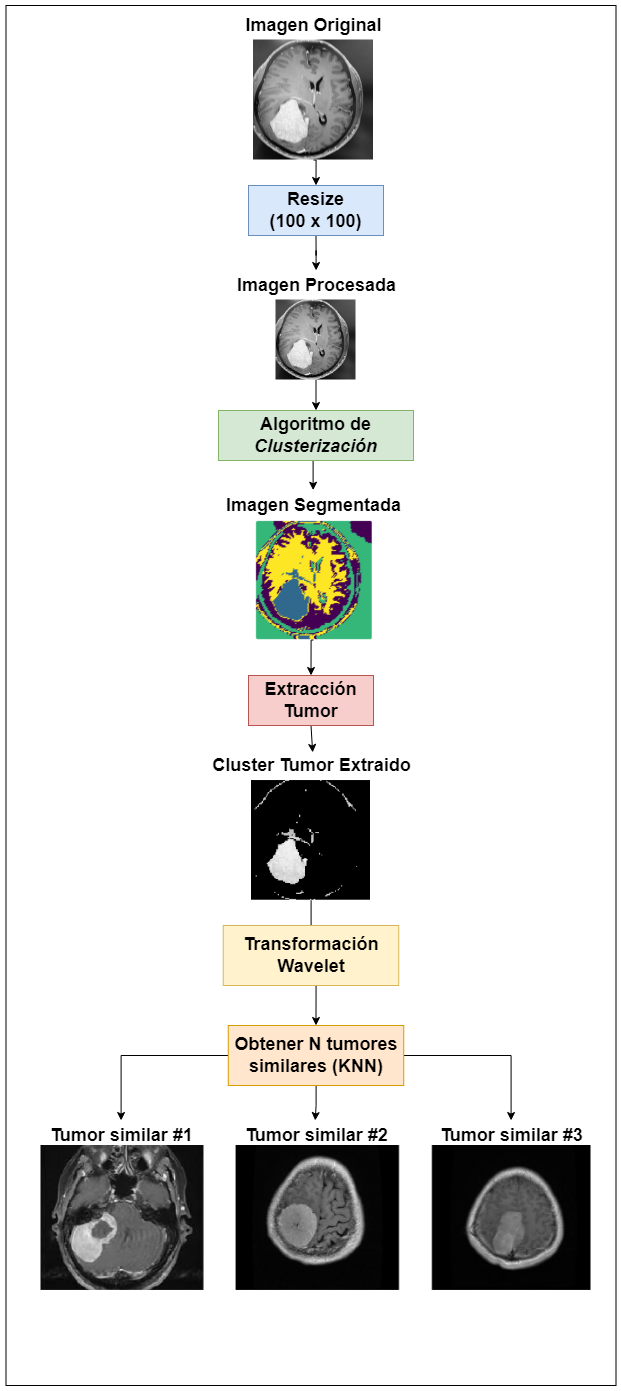 Imagen Original
Resize
(100 x 100)
Imagen Procesada
Algoritmo de
Clusterización
Imagen Segmentada
Extracción
Tumor
Cluster Tumor Extraido
Transformación
Wavelet
Obtener N tumores
similares (KNN)
Tumor similar #1
Tumor similar #2
Tumor similar #3